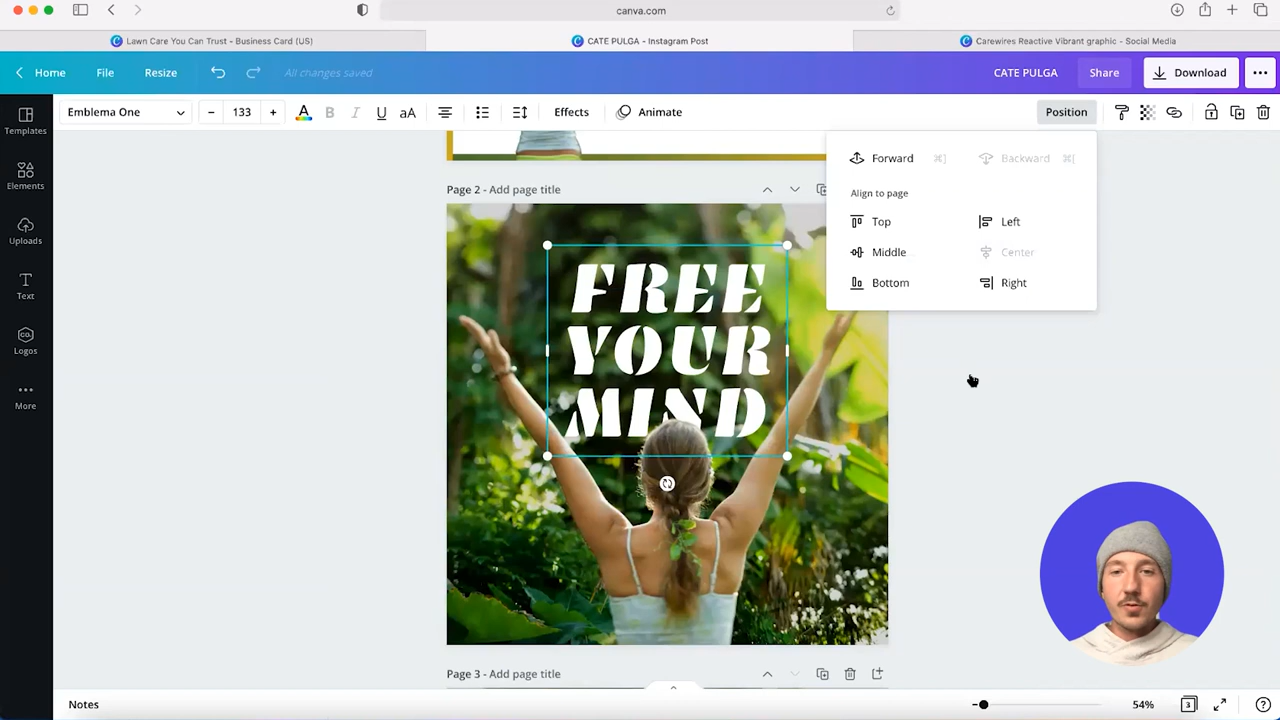 canva.com
Lawn Care You Can Trust - Business Card (US)
CATE PULGA - Instagram Post
Carewires Reactive Vibrant graphic - Social Media
Home
File
Resize
All changes saved
CATE PULGA
Share
Download
Emblema One
133
A
B
I
U
aA
Effects
Animate
Position
Templates
Elements
Uploads
Text
Logos
More
Forward ⌘]
Backward ⌘[
Align to page
Top
Left
Middle
Center
Bottom
Right
Page 2 - Add page title
FREE
YOUR
MIND
Page 3 - Add page title
Notes
54%
3